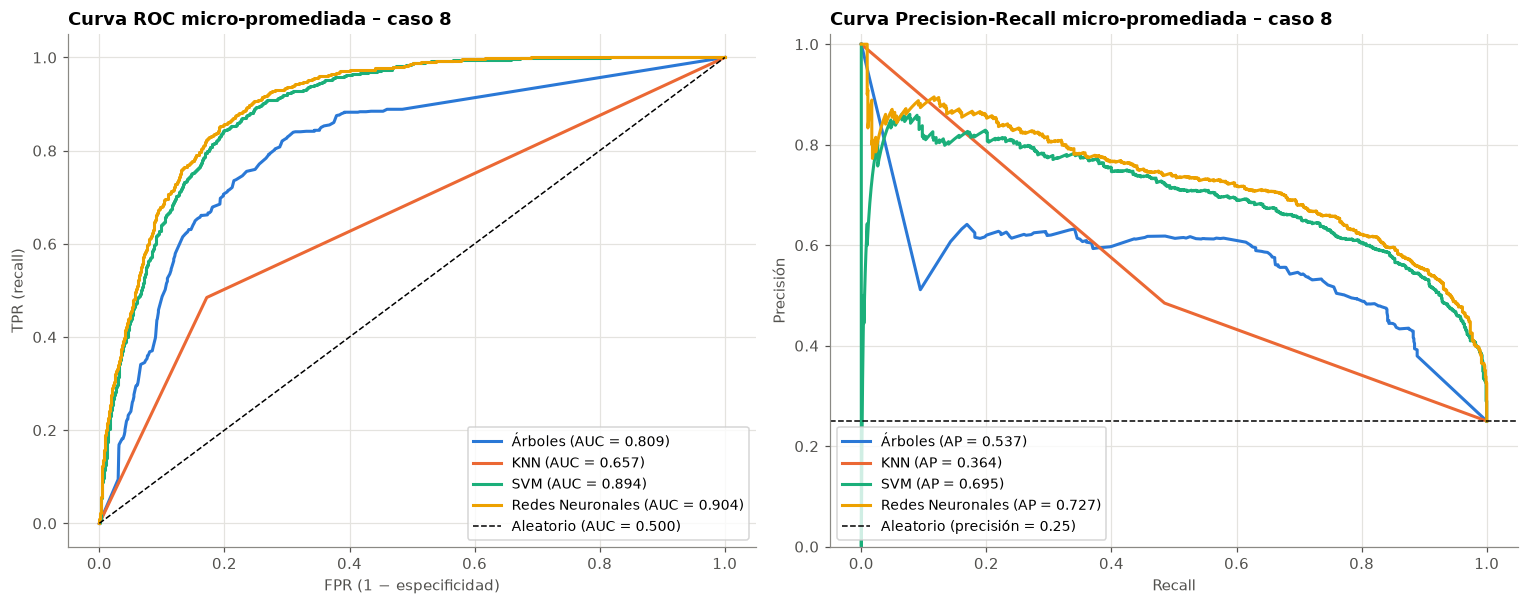 Curva ROC micro-promediada – caso 8
1.0
0.8
0.6
0.4
0.2
0.0
TPR (recall)
0.0 0.2 0.4 0.6 0.8 1.0
FPR (1 − especificidad)
Árboles (AUC = 0.809)
KNN (AUC = 0.657)
SVM (AUC = 0.894)
Redes Neuronales (AUC = 0.904)
Aleatorio (AUC = 0.500)
Curva Precision-Recall micro-promediada – caso 8
1.0
0.8
0.6
0.4
0.2
0.0
Precisión
0.0 0.2 0.4 0.6 0.8 1.0
Recall
Árboles (AP = 0.537)
KNN (AP = 0.364)
SVM (AP = 0.695)
Redes Neuronales (AP = 0.727)
Aleatorio (precisión = 0.25)